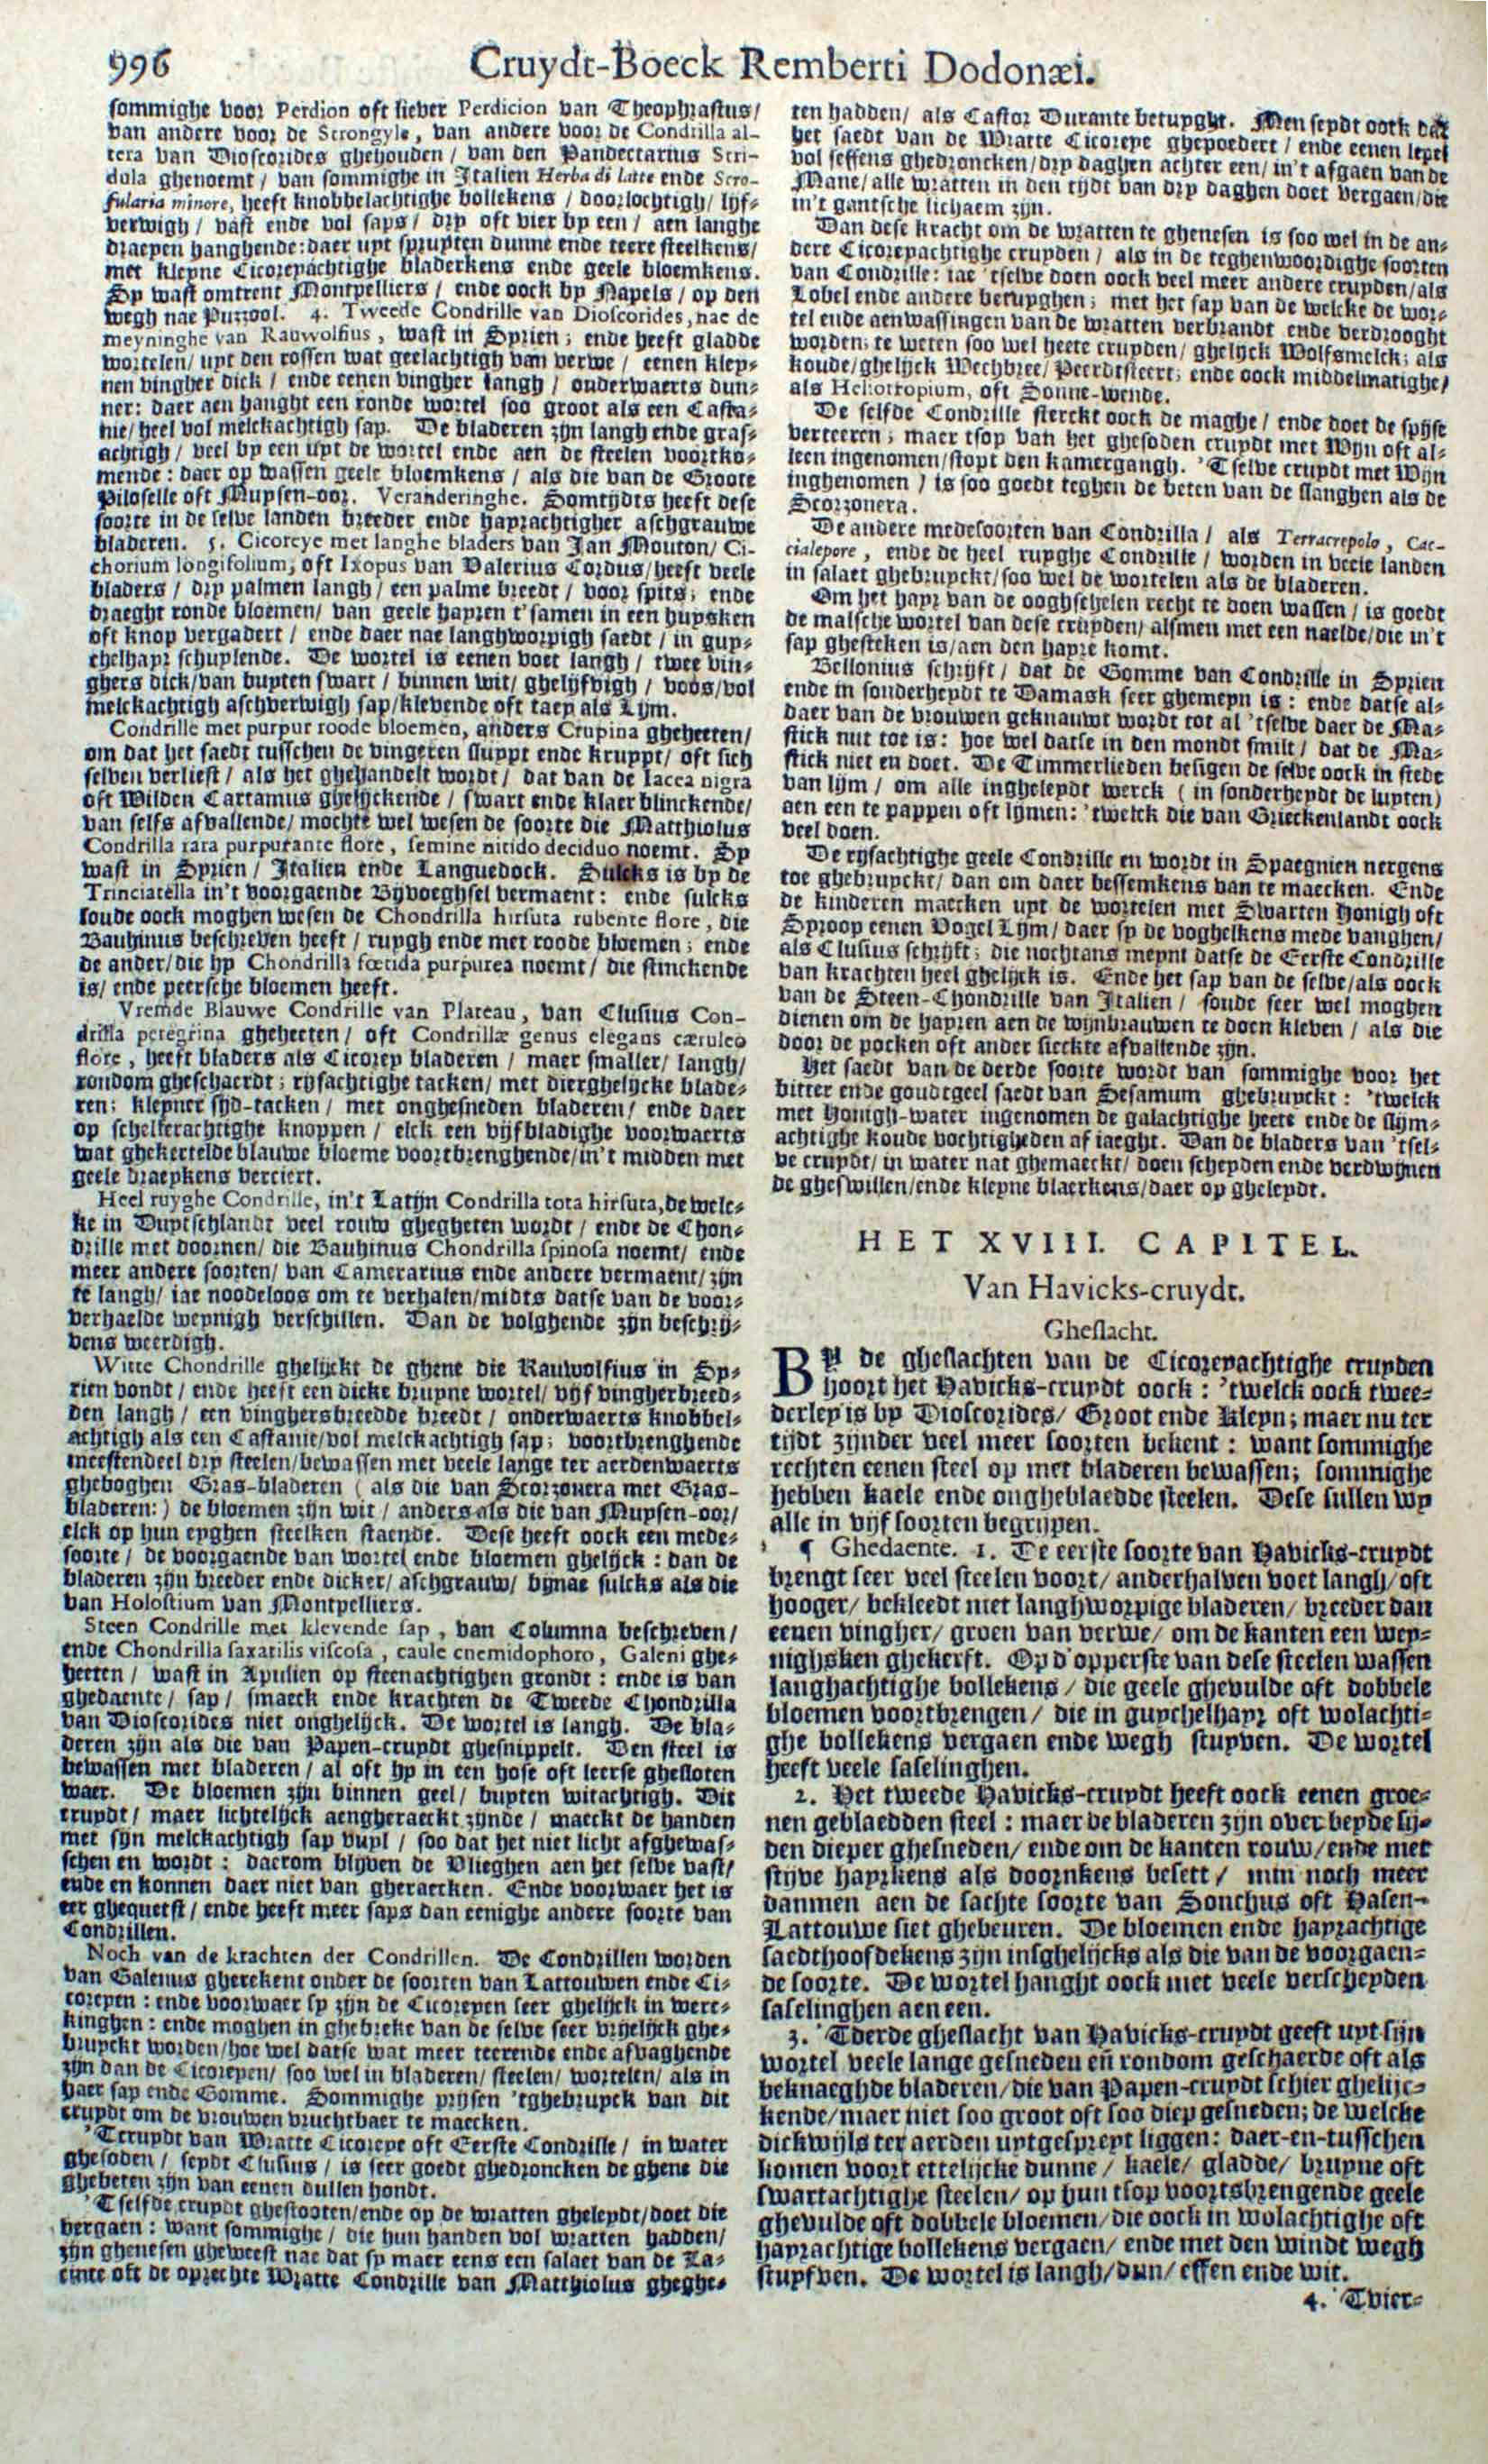 996
Cruydt-Boeck Remberti Dodonæi.
sommighe voor Perdion oft liever Perdicion van Theophrastus/
van andere voor de Strongyle, van andere voor de Condrilla al-
tera van Dioscorides ghehouden / van den Pandectarius Scri-
dula ghenoemt / van sommighe in Italien Herba di latte ende Scro-
fularia minore, heeft knobbelachtighe bollekens / doorlochtigh/ lyf-
verwigh / vast ende vol saps / dry oft vier by een / aen langhe
draeyen hanghende: daer uyt spruyten dunne ende teere steelkens/
met kleyne Cicoreyachtighe bladerkens ende geele bloemkens.
Sy wast omtrent Montpelliers / ende oock by Napels / op den
wegh nae Puzzool. 4. Tweede Condrille van Dioscorides, nae de
meyninghe van Rauwolfius, wast in Syrien; ende heeft gladde
wortelen/ uyt den rossen wat geelachtigh van verwe / eenen kley-
nen vingher dick / ende eenen vingher langh / onderwaerts dun-
ner: daer aen hanght een ronde wortel soo groot als een Casta-
nie/ heel vol melckachtigh sap. De bladeren zijn langh ende gras-
achtigh / veel by een uyt de wortel ende aen de steelen voortko-
mende: daer op wassen geele bloemkens / als die van de Groote
Piloselle oft Muysen-oor. Veranderinghe. Somtijdts heeft dese
soorte in de selve landen breeder ende hayrachtigher aschgrauwe
bladeren. 5. Cicoreye met langhe bladers van Jan Mouton/ Ci-
chorium longifolium, oft Ixopus van Valerius Cordus/ heeft veele
bladers / dry palmen langh / een palme breedt / voor spits; ende
draeght ronde bloemen/ van geele hayren t'samen in een huysken
oft knop vergadert / ende daer nae langhworpigh saedt / in guy-
chelhayr schuylende. De wortel is eenen voet langh / twee vin-
ghers dick/ van buyten swart / binnen wit/ ghelijfvigh / voos/ vol
melckachtigh aschverwigh sap/ klevende oft taey als Lijm.
Condrille met purpur roode bloemen, anders Crupina gheheeten/
om dat het saedt tusschen de vingeren sluypt ende kruypt/ oft sich
selven verliest / als het ghehandelt wordt / dat van de Iacea nigra
oft Wilden Cartamus ghelijckende / swart ende klaer blinckende/
van selfs afvallende/ mochte wel wesen de soorte die Matthiolus
Condrilla rara purpurante flore, semine nitido deciduo noemt. Sy
wast in Syrien / Italien ende Languedock. Sulcks is by de
Trinciatella in't voorgaende Byvoeghsel vermaent: ende sulcks
soude oock moghen wesen de Chondrilla hirsuta rubente flore, die
Bauhinus beschreven heeft / ruygh ende met roode bloemen; ende
de ander/ die hy Chondrilla fœtida purpurea noemt/ die stinckende
is/ ende peersche bloemen heeft.
Vremde Blauwe Condrille van Plateau, van Clusius Con-
drilla peregrina gheheeten / oft Condrillæ genus elegans cæruleo
flore, heeft bladers als Cicorey bladeren / maer smaller/ langh/
rondom gheschaerdt; rijsachtighe tacken/ met dierghelijcke blade-
ren; kleyner sijd-tacken / met onghesneden bladeren/ ende daer
op schelferachtighe knoppen / elck een vijfbladighe voorwaerts
wat ghekertelde blauwe bloeme voortbrenghende/ in't midden met
geele draeykens verciert.
Heel ruyghe Condrille, in't Latijn Condrilla tota hirsuta, de welc-
ke in Duytschlandt veel rouw ghegheten wordt / ende de Chon-
drille met doornen/ die Bauhinus Chondrilla spinosa noemt/ ende
meer andere soorten/ van Camerarius ende andere vermaent/ zijn
te langh/ iae noodeloos om te verhalen/ midts datse van de voor-
verhaelde weynigh verschillen. Dan de volghende zijn beschrij-
vens weerdigh.
Witte Chondrille ghelijckt de ghene die Rauwolfius in Sy-
rien vondt / ende heeft een dicke bruyne wortel/ vijf vingherbreed-
den langh / een vinghersbreedde breedt / onderwaerts knobbel-
achtigh als een Castanie/ vol melckachtigh sap; voortbrenghende
meestendeel dry steelen/ bewassen met veele lange ter aerdenwaerts
gheboghen Gras-bladeren ( als die van Scorzonera met Gras-
bladeren: ) de bloemen zijn wit / anders als die van Muysen-oor/
elck op hun eyghen steelken staende. Dese heeft oock een mede-
soorte / de voorgaende van wortel ende bloemen ghelijck: dan de
bladeren zijn breeder ende dicker/ aschgrauw/ bynae sulcks als die
van Holostium van Montpelliers.
Steen Condrille met klevende sap, van Columna beschreven/
ende Chondrilla saxatilis viscosa, caule cnemidophoro, Galeni ghe-
heeten / wast in Apulien op steenachtighen grondt: ende is van
ghedaente/ sap/ smaeck ende krachten de Tweede Chondrilla
van Dioscorides niet onghelijck. De wortel is langh. De bla-
deren zijn als die van Papen-cruydt ghesnippelt. Den steel is
bewassen met bladeren/ al oft hy in een hose oft leerse ghesloten
waer. De bloemen zijn binnen geel/ buyten witachtigh. Dit
cruydt/ maer lichtelijck aengheraeckt zijnde / maeckt de handen
met sijn melckachtigh sap vuyl / soo dat het niet licht afghewas-
schen en wordt: daerom blijven de Vlieghen aen het selve vast/
ende en konnen daer niet van gheraecken. Ende voorwaer het is
eer ghequetst / ende heeft meer saps dan eenighe andere soorte van
Condrillen.
Noch van de krachten der Condrillen. De Condrillen worden
van Galenus gherekent onder de soorten van Lattouwen ende Ci-
coreyen: ende voorwaer sy zijn de Cicoreyen seer ghelijck in werc-
kinghen: ende moghen in ghebreke van de selve seer vrijelijck ghe-
bruyckt worden/ hoe wel datse wat meer teerende ende afvaghende
zijn dan de Cicoreyen/ soo wel in bladeren/ steelen/ wortelen/ als in
haer sap ende Gomme. Sommighe prijsen 'tghebruyck van dit
cruydt om de vrouwen vruchtbaer te maecken.
'Tcruydt van Wratte Cicoreye oft Eerste Condrille / in water
ghesoden / seydt Clusius / is seer goedt ghedroncken de ghene die
ghebeten zijn van eenen dullen hondt.
'Tselfde cruydt ghestooten/ ende op de wratten gheleydt/ doet die
vergaen: want sommighe / die hun handen vol wratten hadden/
zijn ghenesen gheweest nae dat sy maer eens een salaet van de Za-
cinte oft de oprechte Wratte Condrille van Matthiolus gheghe-
ten hadden/ als Castor Durante betuyght. Men seydt oock dat
het saedt van de Wratte Cicoreye ghepoedert / ende eenen lepel
vol seffens ghedroncken/ dry daghen achter een/ in't afgaen van de
Mane/ alle wratten in den tijdt van dry daghen doet vergaen/ die
in't gantsche lichaem zijn.
Dan dese kracht om de wratten te ghenesen is soo wel in de an-
dere Cicoreyachtighe cruyden/ als in de teghenwoordighe soorten
van Condrille: iae 'tselve doen oock veel meer andere cruyden/ als
Lobel ende andere betuyghen; met het sap van de welcke de wor-
tel ende aenwassingen van de wratten verbrandt ende verdrooght
worden; te weten soo wel heete cruyden/ ghelijck Wolfsmelck; als
koude/ ghelijck Wechbree/ Peerdtsteert; ende oock middelmatighe/
als Heliotropium, oft Sonne-wende.
De selfde Condrille sterckt oock de maghe / ende doet de spijse
verteeren; maer tsop van het ghesoden cruydt met Wijn oft al-
leen ingenomen/ stopt den kamergangh. 'Tselve cruydt met Wijn
inghenomen / is soo goedt teghen de beten van de slanghen als de
Scorzonera.
De andere medesoorten van Condrilla / als Terracrepolo, Cac-
cialepore, ende de heel ruyghe Condrille / worden in veele landen
in salaet ghebruyckt/ soo wel de wortelen als de bladeren.
Om het hayr van de ooghschelen recht te doen wassen / is goedt
de malsche wortel van dese cruyden/ alsmen met een naelde/ die in't
sap ghesteken is/ aen den hayre komt.
Bellonius schrijft / dat de Gomme van Condrille in Syrien
ende in sonderheydt te Damask seer ghemeyn is: ende datse al-
daer van de vrouwen geknauwt wordt tot al 'tselve daer de Ma-
stick nut toe is: hoe wel datse in den mondt smilt / dat de Ma-
stick niet en doet. De Timmerlieden besigen de selve oock in stede
van lijm / om alle ingheleydt werck ( in sonderheydt de luyten)
aen een te pappen oft lijmen: 'twelck die van Grieckenlandt oock
veel doen.
De rijsachtighe geele Condrille en wordt in Spaegnien nergens
toe ghebruyckt/ dan om daer bessemkens van te maecken. Ende
de kinderen maecken uyt de wortelen met Swarten Honigh oft
Syroop eenen Vogel Lijm/ daer sy de voghelkens mede vanghen/
als Clusius schrijft; die nochtans meynt datse de Eerste Condrille
van krachten heel ghelijck is. Ende het sap van de selve/ als oock
van de Steen-Chondrille van Italien / soude seer wel moghen
dienen om de hayren aen de wijnbrauwen te doen kleven / als die
door de pocken oft ander sieckte afvallende zijn.
Het saedt van de derde soorte wordt van sommighe voor het
bitter ende goudtgeel saedt van Sesamum ghebruyckt: 'twelck
met Honigh-water ingenomen de galachtighe heete ende de slijm-
achtighe koude vochtigheden af iaeght. Dan de bladers van 'tsel-
ve cruydt/ in water nat ghemaeckt/ doen scheyden ende verdwijnen
de gheswillen/ ende kleyne blaerkens/ daer op gheleydt.
HET XVIII. CAPITEL.
Van Havicks-cruydt.
Gheslacht.
BY de gheslachten van de Cicoreyachtighe cruyden
hoort het Havicks-cruydt oock: 'twelck oock twee-
derley is by Dioscorides/ Groot ende Kleyn; maer nu ter
tijdt zijnder veel meer soorten bekent: want sommighe
rechten eenen steel op met bladeren bewassen; sommighe
hebben kaele ende ongheblaedde steelen. Dese sullen wy
alle in vijf soorten begrijpen.
¶ Ghedaente. 1. De eerste soorte van Havicks-cruydt
brengt seer veel steelen voort/ anderhalven voet langh/ oft
hooger/ bekleedt met langhworpige bladeren/ breeder dan
eenen vingher/ groen van verwe/ om de kanten een wey-
nighsken ghekerft. Op d'opperste van dese steelen wassen
langhachtighe bollekens / die geele ghevulde oft dobbele
bloemen voortbrengen/ die in guychelhayr oft wolachti-
ghe bollekens vergaen ende wegh stuyven. De wortel
heeft veele faselinghen.
2. Het tweede Havicks-cruydt heeft oock eenen groe-
nen geblaedden steel: maer de bladeren zijn over beyde sij-
den dieper ghesneden/ ende om de kanten rouw/ ende met
stijve hayrkens als doornkens beset/ min noch meer
danmen aen de sachte soorte van Sonchus oft Hasen-
Lattouwe siet ghebeuren. De bloemen ende hayrachtige
saedthoofdekens zijn insghelijcks als die van de voorgaen-
de soorte. De wortel hanght oock met veele verscheyden
faselinghen aen een.
3. 'Tderde gheslacht van Havicks-cruydt geeft uyt sijn
wortel veele lange gesneden eñ rondom geschaerde oft als
beknaeghde bladeren/ die van Papen-cruydt schier ghelijc-
kende/ maer niet soo groot oft soo diep gesneden; de welcke
dickwijls ter aerden uytgespreyt liggen: daer-en-tusschen
komen voort ettelijcke dunne/ kaele/ gladde/ bruyne oft
swartachtighe steelen/ op hun tsop voortsbrengende geele
ghevulde oft dobbele bloemen/ die oock in wolachtighe oft
hayrachtige bollekens vergaen/ ende met den windt wegh
stuyfven. De wortel is langh/ dun/ effen ende wit.
4. 'Tvier-